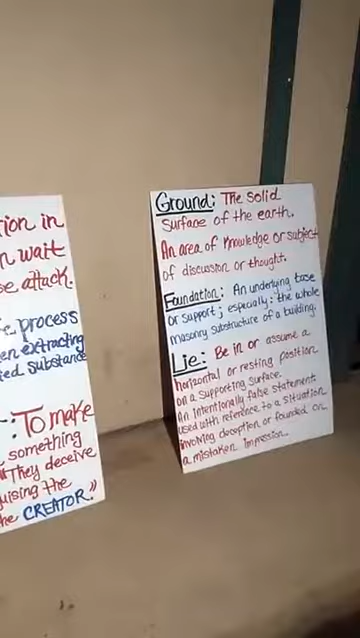 tion in
n wait
se attack.
process
en extracting
ted substance
: To make
something
"They deceive
uising the
he CREATOR."
Ground: The solid
surface of the earth.
An area of knowledge or subject
of discussion or thought.
Foundation: An underlying base
or support; especially: the whole
masonry substructure of a building.
Lie: Be in or assume a
horizontal or resting position
on a supporting surface.
An intentionally false statement.
used with reference to a situation
involving deception or founded on
a mistaken impression.